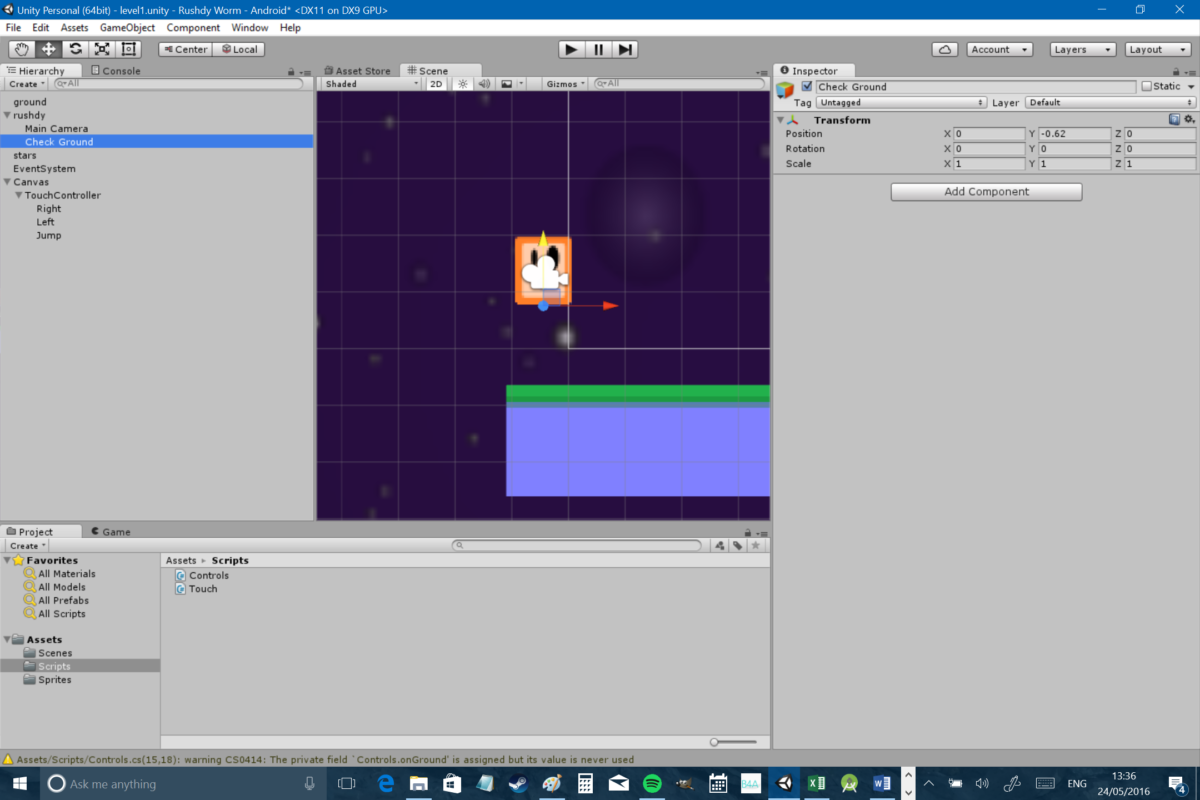 Unity Personal (64bit) - level1.unity - Rushdy Worm - Android* <DX11 on DX9 GPU>
File Edit Assets GameObject Component Window Help
Center Local Account Layers Layout
Hierarchy Console
Create All
ground
rushdy
Main Camera
Check Ground
stars
EventSystem
Canvas
TouchController
Right
Left
Jump
Asset Store Scene
Shaded 2D Gizmos All
Inspector
Check Ground Static
Tag Untagged Layer Default
Transform
Position X 0 Y -0.62 Z 0
Rotation X 0 Y 0 Z 0
Scale X 1 Y 1 Z 1
Add Component
Project Game
Create
Favorites
All Materials
All Models
All Prefabs
All Scripts
Assets
Scenes
Scripts
Sprites
Assets Scripts
Controls
Touch
Assets/Scripts/Controls.cs(15,18): warning CS0414: The private field `Controls.onGround' is assigned but its value is never used
Ask me anything
ENG
13:36
24/05/2016
4